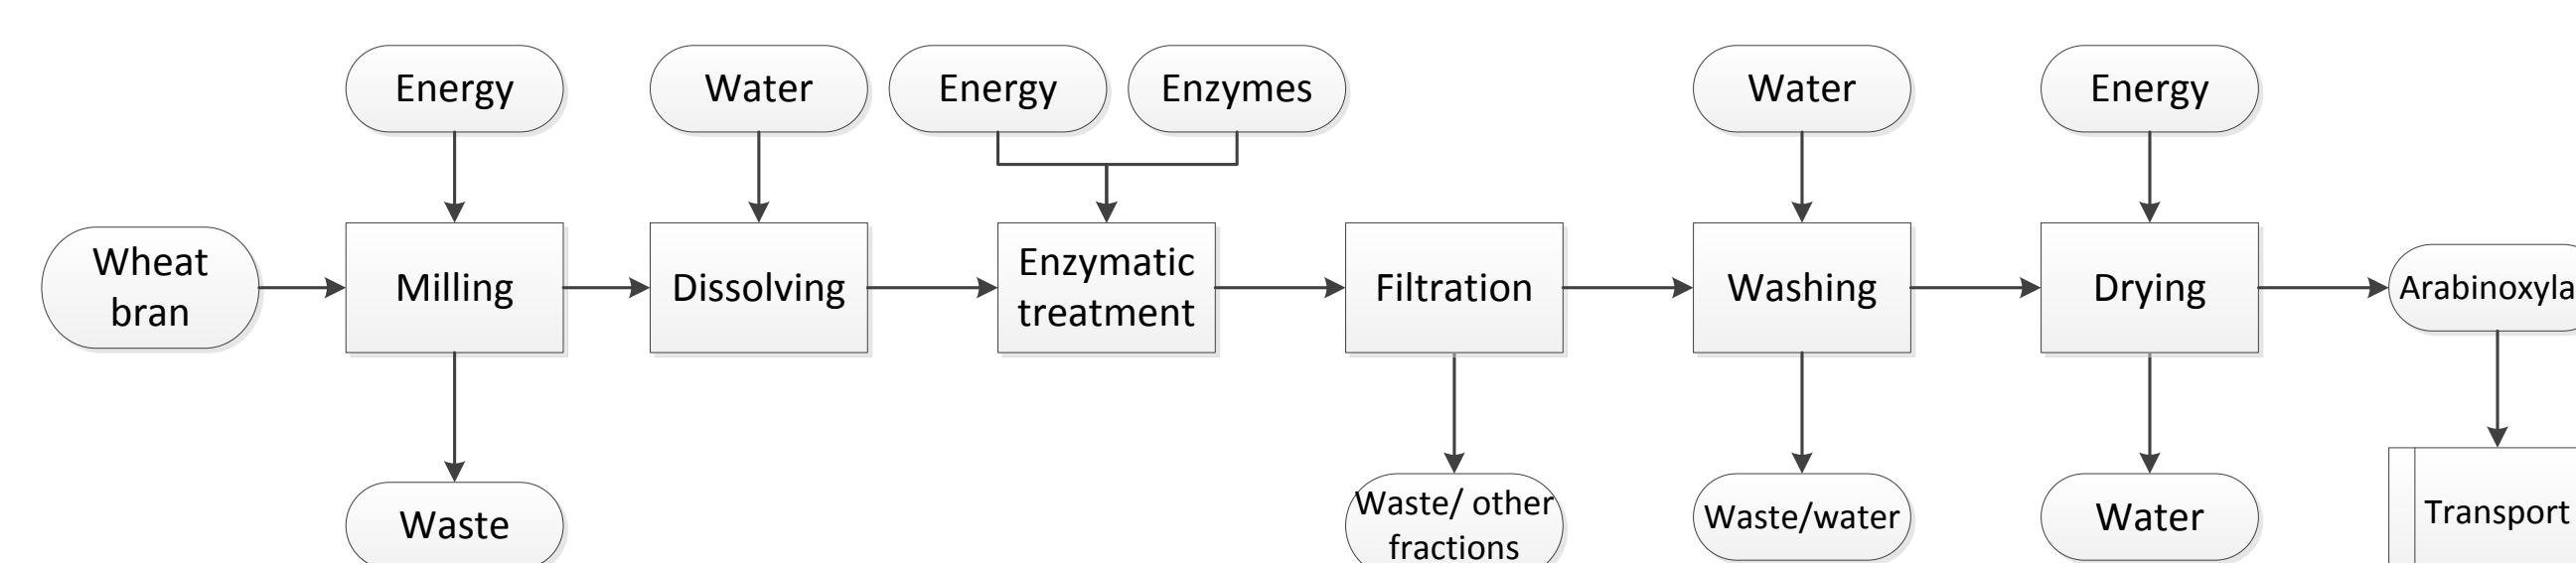 Energy
Water
Energy
Enzymes
Water
Energy
Wheat
bran
Milling
Dissolving
Enzymatic
treatment
Filtration
Washing
Drying
Arabinoxyla
Waste
Waste/ other
fractions
Waste/water
Water
Transport